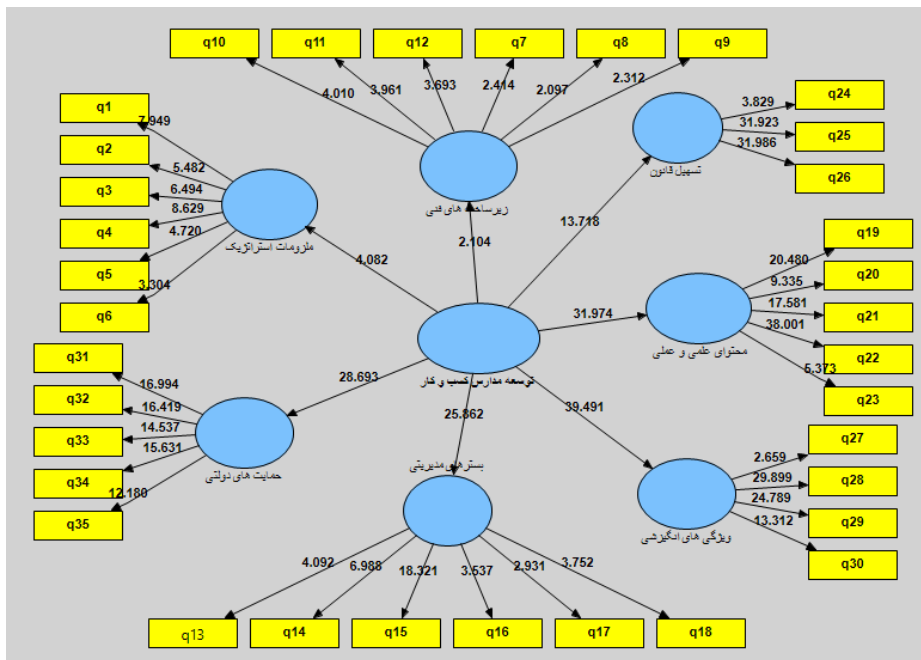 q10
q11
q12
q7
q8
q9
4.010
3.961
3.693
2.414
2.097
2.312
q1
q2
q3
q4
q5
q6
7.949
5.482
6.494
8.629
4.720
3.304
ملزومات استراتژیک
زیرساخت های فنی
3.829
31.923
31.986
q24
q25
q26
تسهیل قانون
4.082
2.104
13.718
31.974
28.693
25.862
39.491
توسعه مدارس کسب و کار
20.480
9.335
17.581
38.001
5.373
q19
q20
q21
q22
q23
محتوای علمی و عملی
q31
q32
q33
q34
q35
16.994
16.419
14.537
15.631
12.180
حمایت های دولتی
بسترهای مدیریتی
2.659
29.899
24.789
13.312
q27
q28
q29
q30
ویژگی های انگیزشی
4.092
6.988
18.321
3.537
2.931
3.752
q13
q14
q15
q16
q17
q18